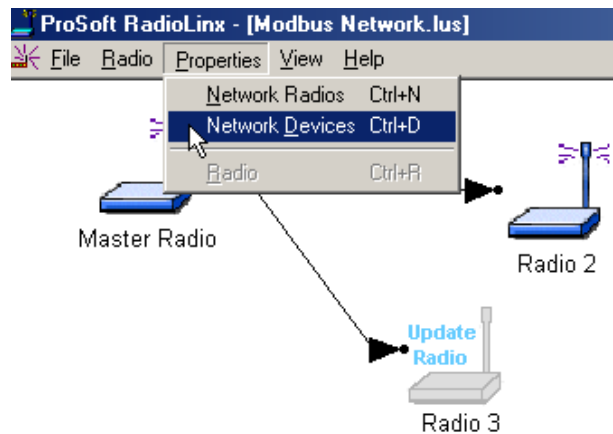 ProSoft RadioLinx - [Modbus Network.lus]
File Radio Properties View Help
Network Radios Ctrl+N
Network Devices Ctrl+D
Radio Ctrl+R
Master Radio
Radio 2
Update
Radio
Radio 3